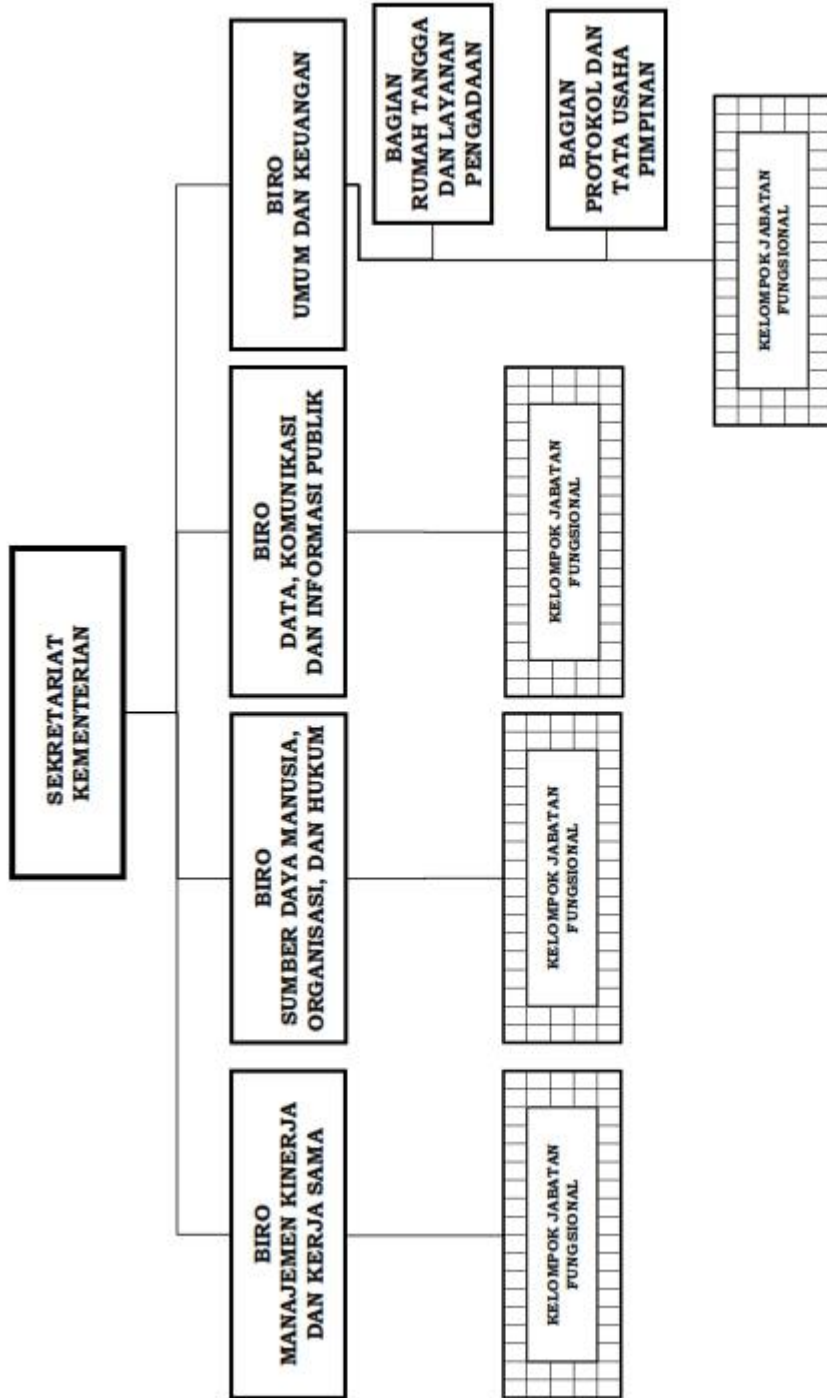 SEKRETARIAT
KEMENTERIAN
BIRO
MANAJEMEN KINERJA
DAN KERJA SAMA
BIRO
SUMBER DAYA MANUSIA,
ORGANISASI, DAN HUKUM
BIRO
DATA, KOMUNIKASI
DAN INFORMASI PUBLIK
BIRO
UMUM DAN KEUANGAN
BAGIAN
RUMAH TANGGA
DAN LAYANAN
PENGADAAN
BAGIAN
PROTOKOL DAN
TATA USAHA
PIMPINAN
KELOMPOK JABATAN
FUNGSIONAL
KELOMPOK JABATAN
FUNGSIONAL
KELOMPOK JABATAN
FUNGSIONAL
KELOMPOK JABATAN
FUNGSIONAL